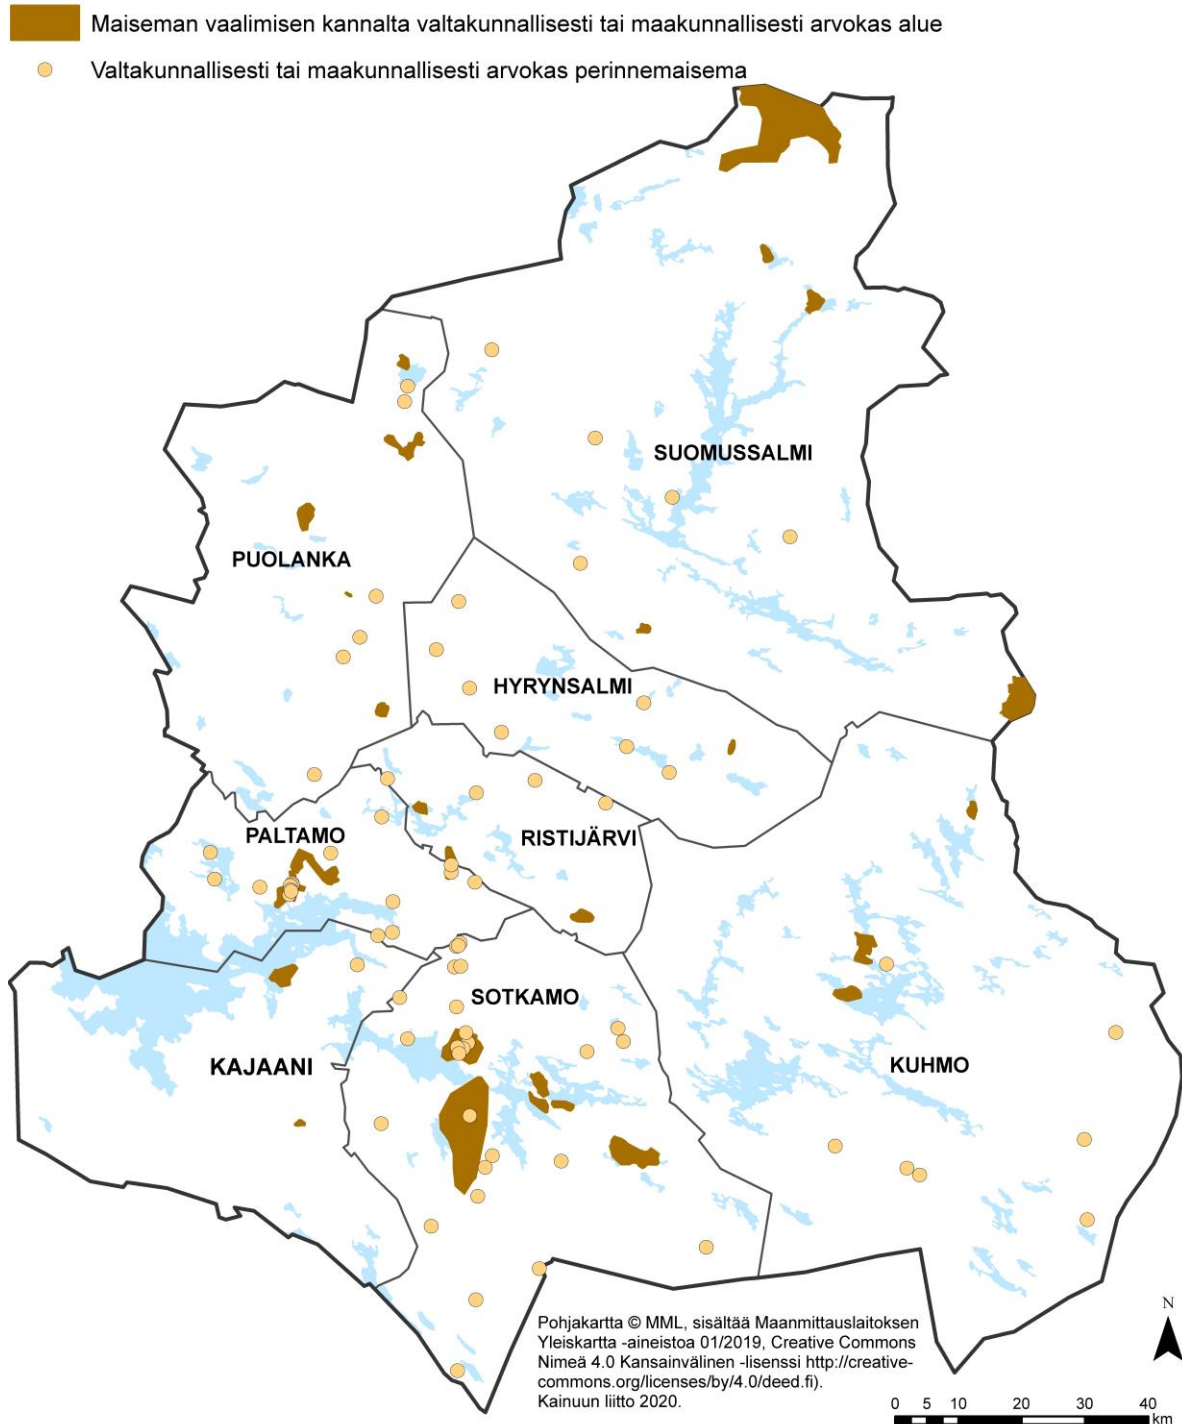 Maiseman vaalimisen kannalta valtakunnallisesti tai maakunnallisesti arvokas alue
Valtakunnallisesti tai maakunnallisesti arvokas perinnemaisema
SUOMUSSALMI
PUOLANKA
HYRYNSALMI
PALTAMO
RISTIJÄRVI
SOTKAMO
KAJAANI
KUHMO
Pohjakartta © MML, sisältää Maanmittauslaitoksen
Yleiskartta -aineistoa 01/2019, Creative Commons
Nimeä 4.0 Kansainvälinen -lisenssi http://creative-
commons.org/licenses/by/4.0/deed.fi).
Kainuun liitto 2020.
N
0 5 10 20 30 40
km